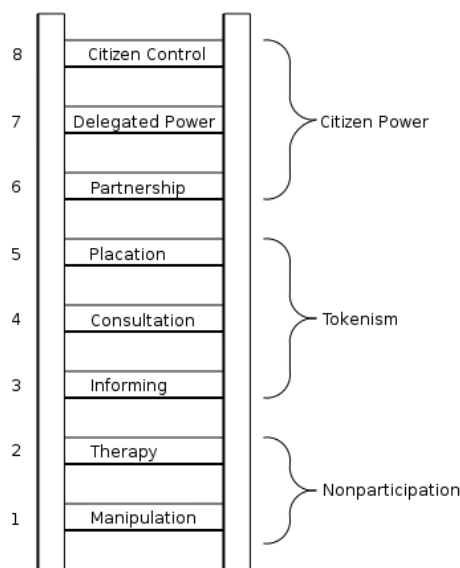 8 Citizen Control
7 Delegated Power Citizen Power
6 Partnership
5 Placation
4 Consultation Tokenism
3 Informing
2 Therapy
Nonparticipation
1 Manipulation